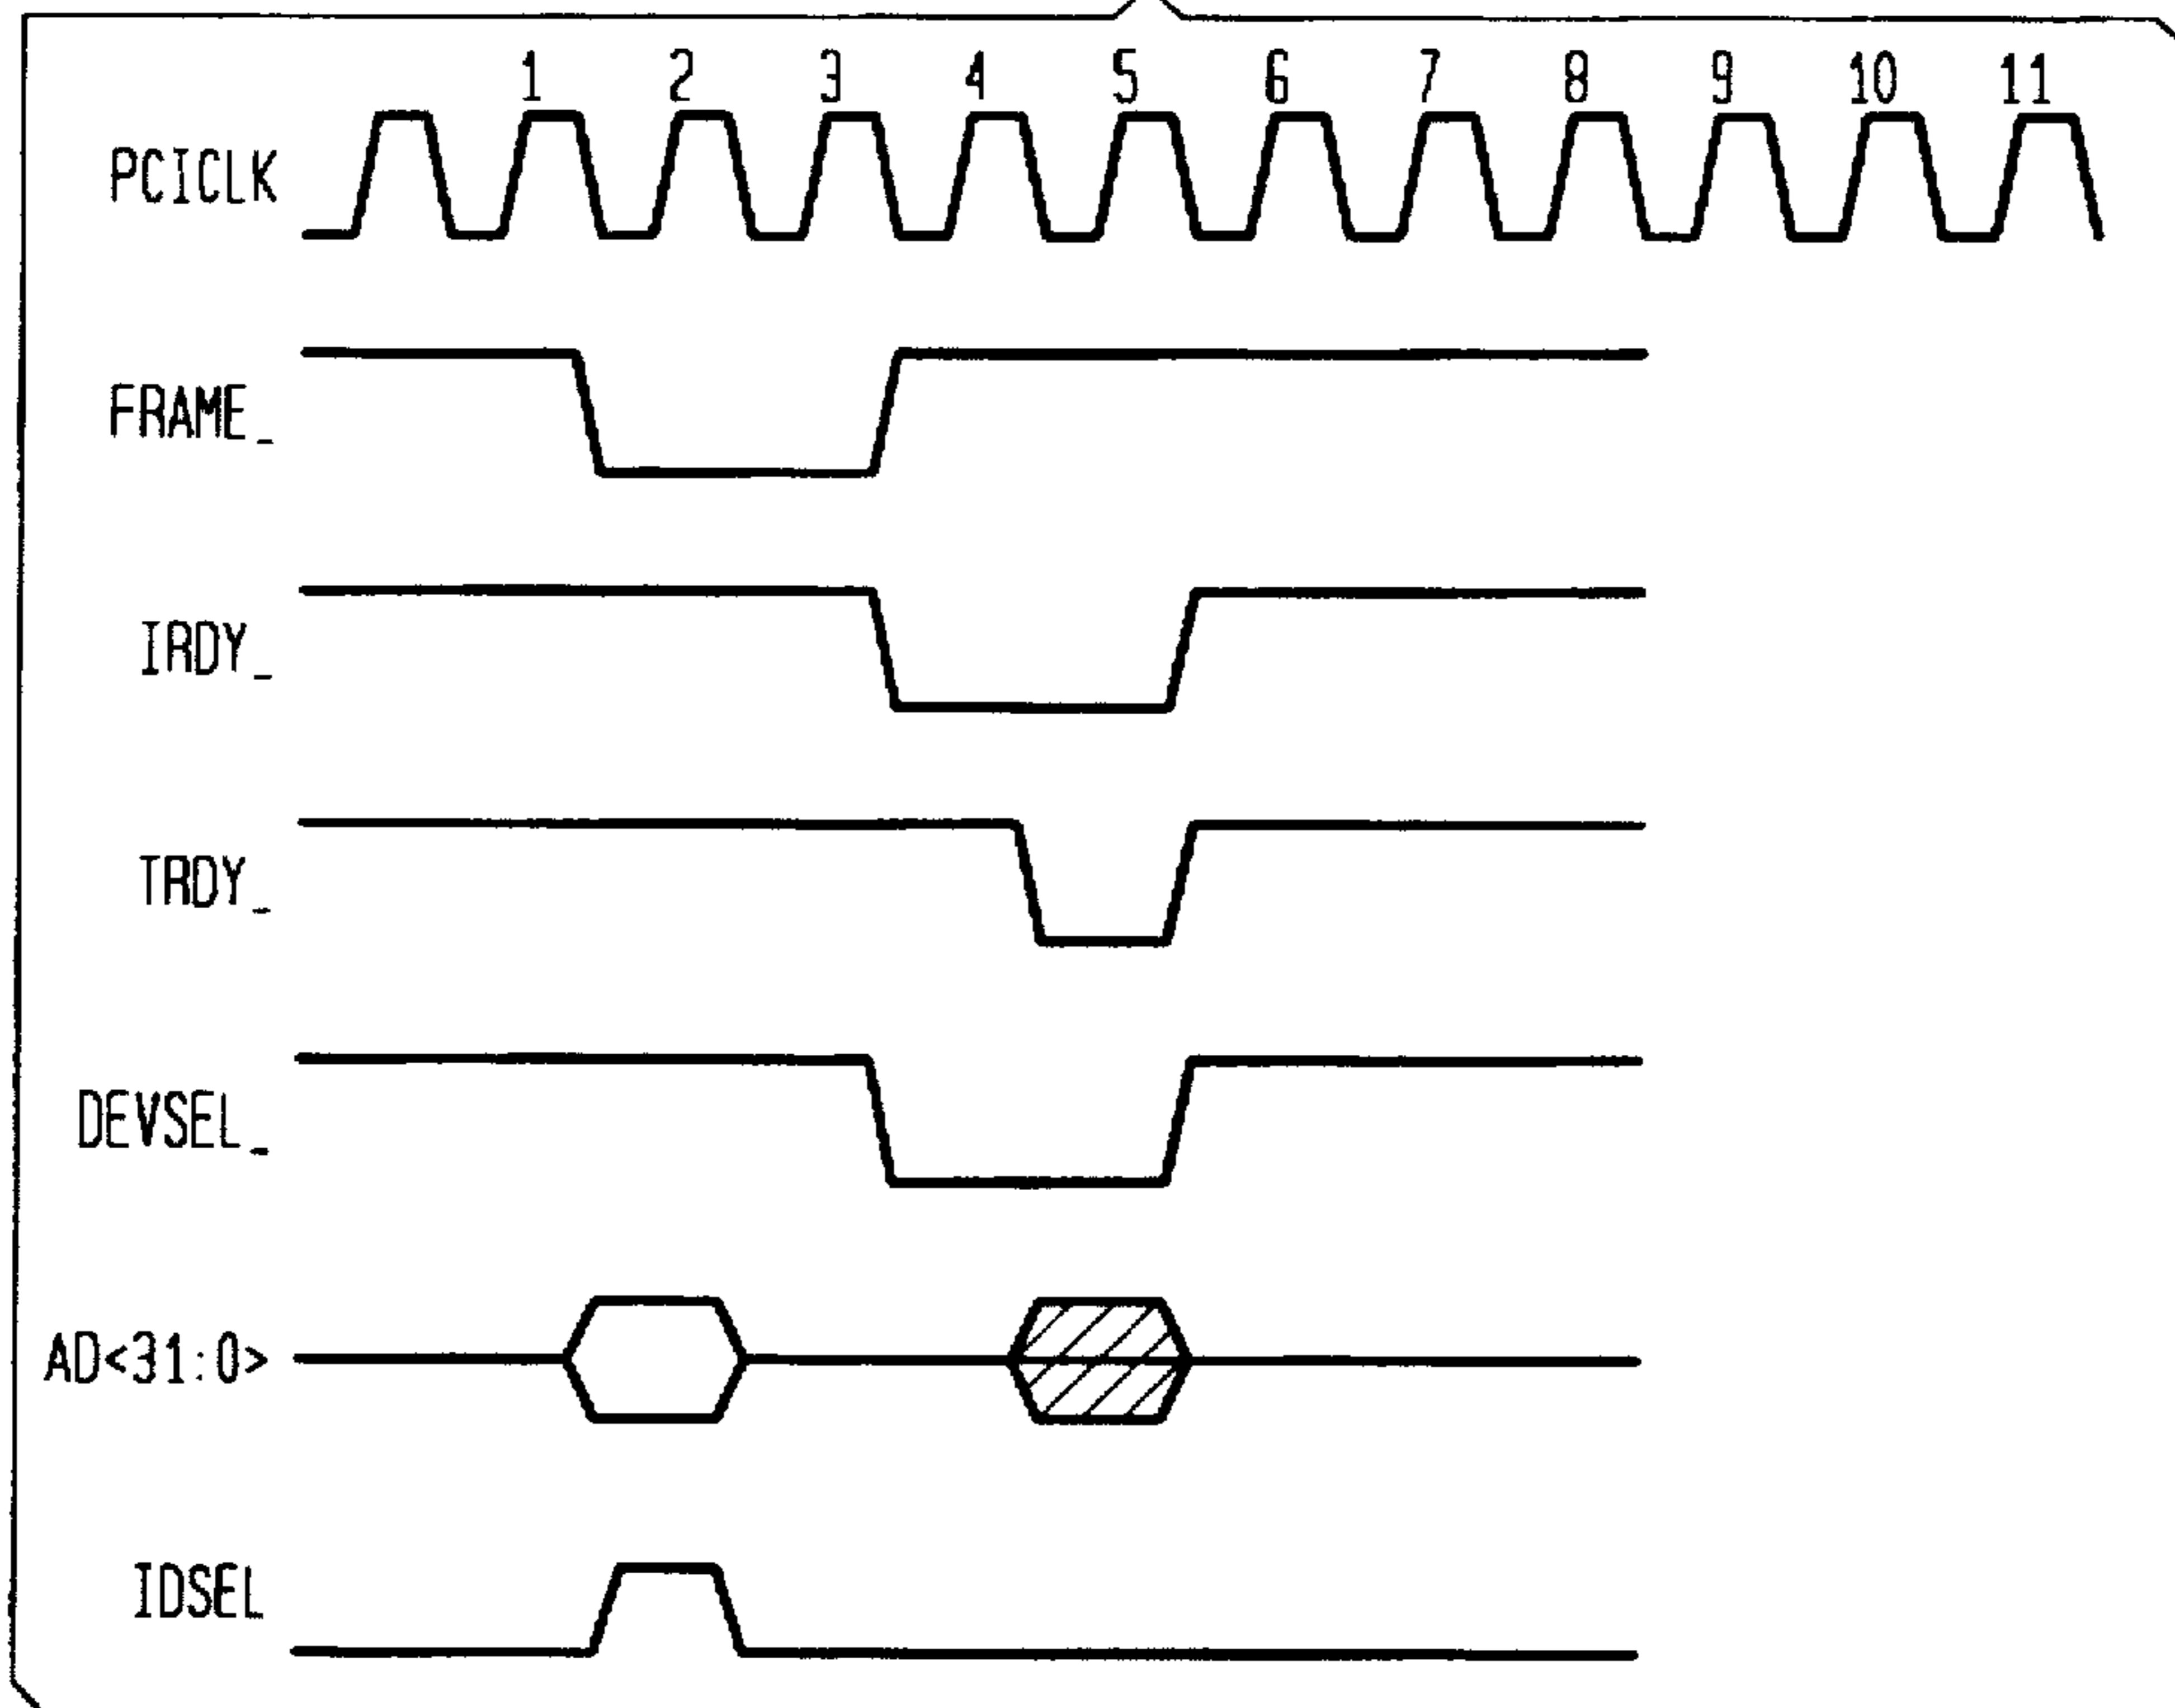 1 2 3 4 5 6 7 8 9 10 11
PCICLK
FRAME_
IRDY_
TRDY_
DEVSEL_
AD<31:0>
IDSEL